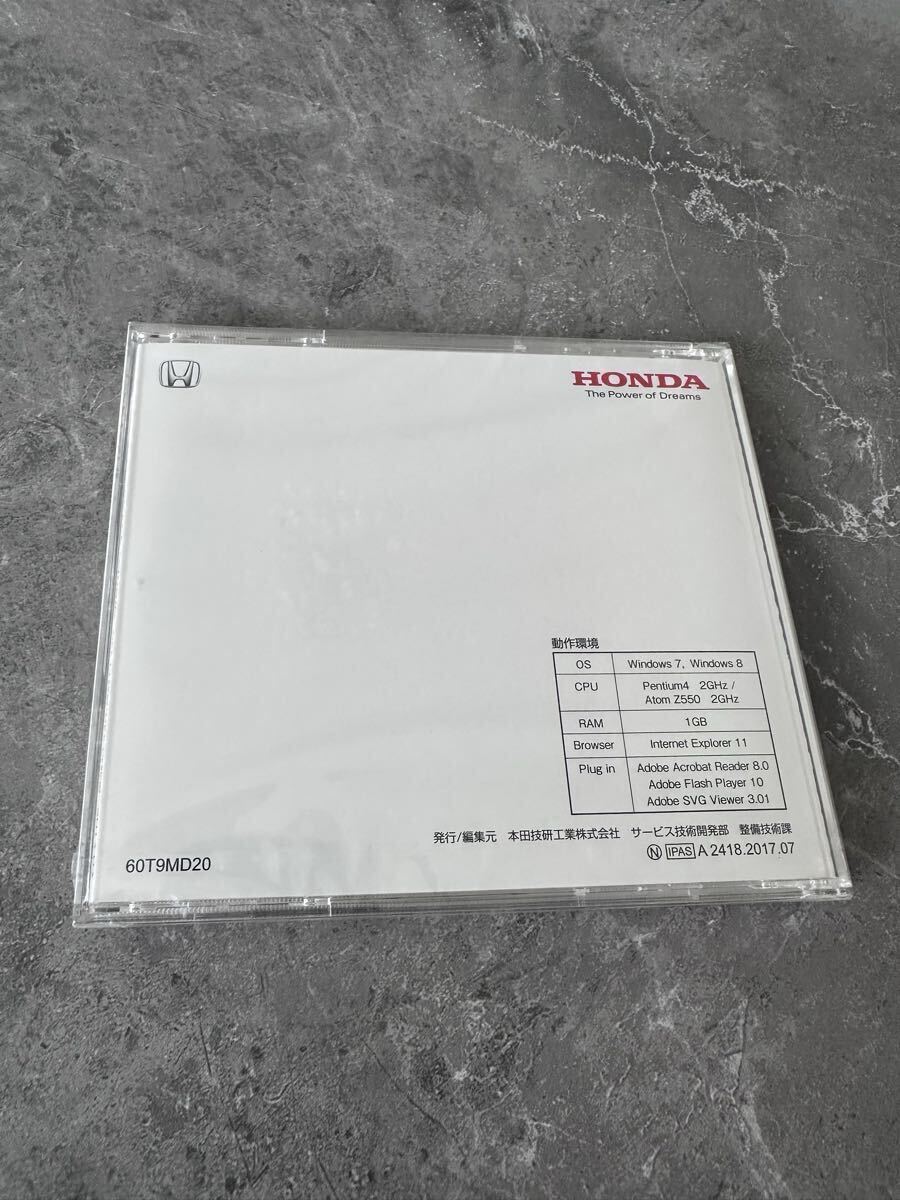 HONDA
The Power of Dreams
動作環境
OS Windows 7, Windows 8
CPU Pentium4 2GHz /
Atom Z550 2GHz
RAM 1GB
Browser Internet Explorer 11
Plug in Adobe Acrobat Reader 8.0
Adobe Flash Player 10
Adobe SVG Viewer 3.01
発行/編集元 本田技研工業株式会社 サービス技術開発部 整備技術課
60T9MD20
Ⓝ IPAS A 2418.2017.07